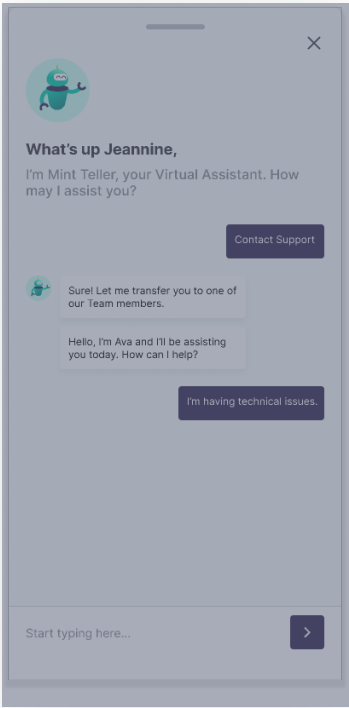 What's up Jeannine,
I'm Mint Teller, your Virtual Assistant. How
may I assist you?
Contact Support
Sure! Let me transfer you to one of
our Team members.
Hello, I'm Ava and I'll be assisting
you today. How can I help?
I'm having technical issues.
Start typing here...